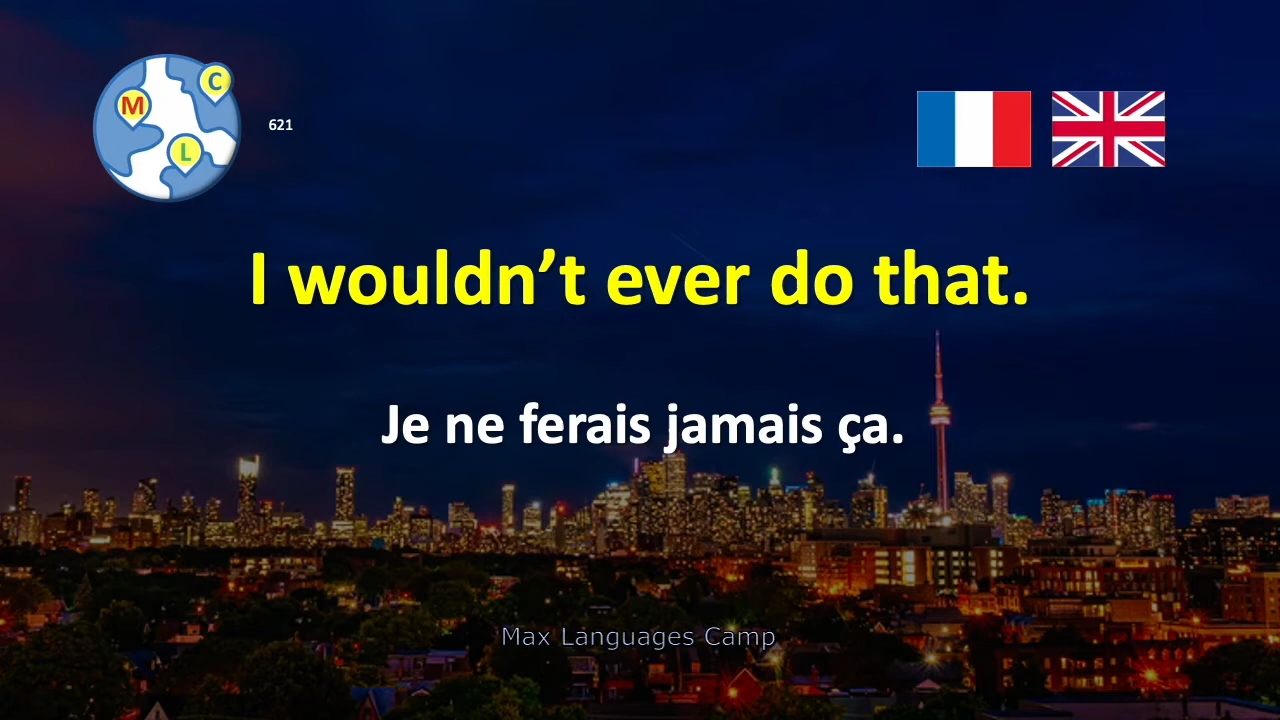 C
M
L
621
I wouldn’t ever do that.
Je ne ferais jamais ça.
Max Languages Camp